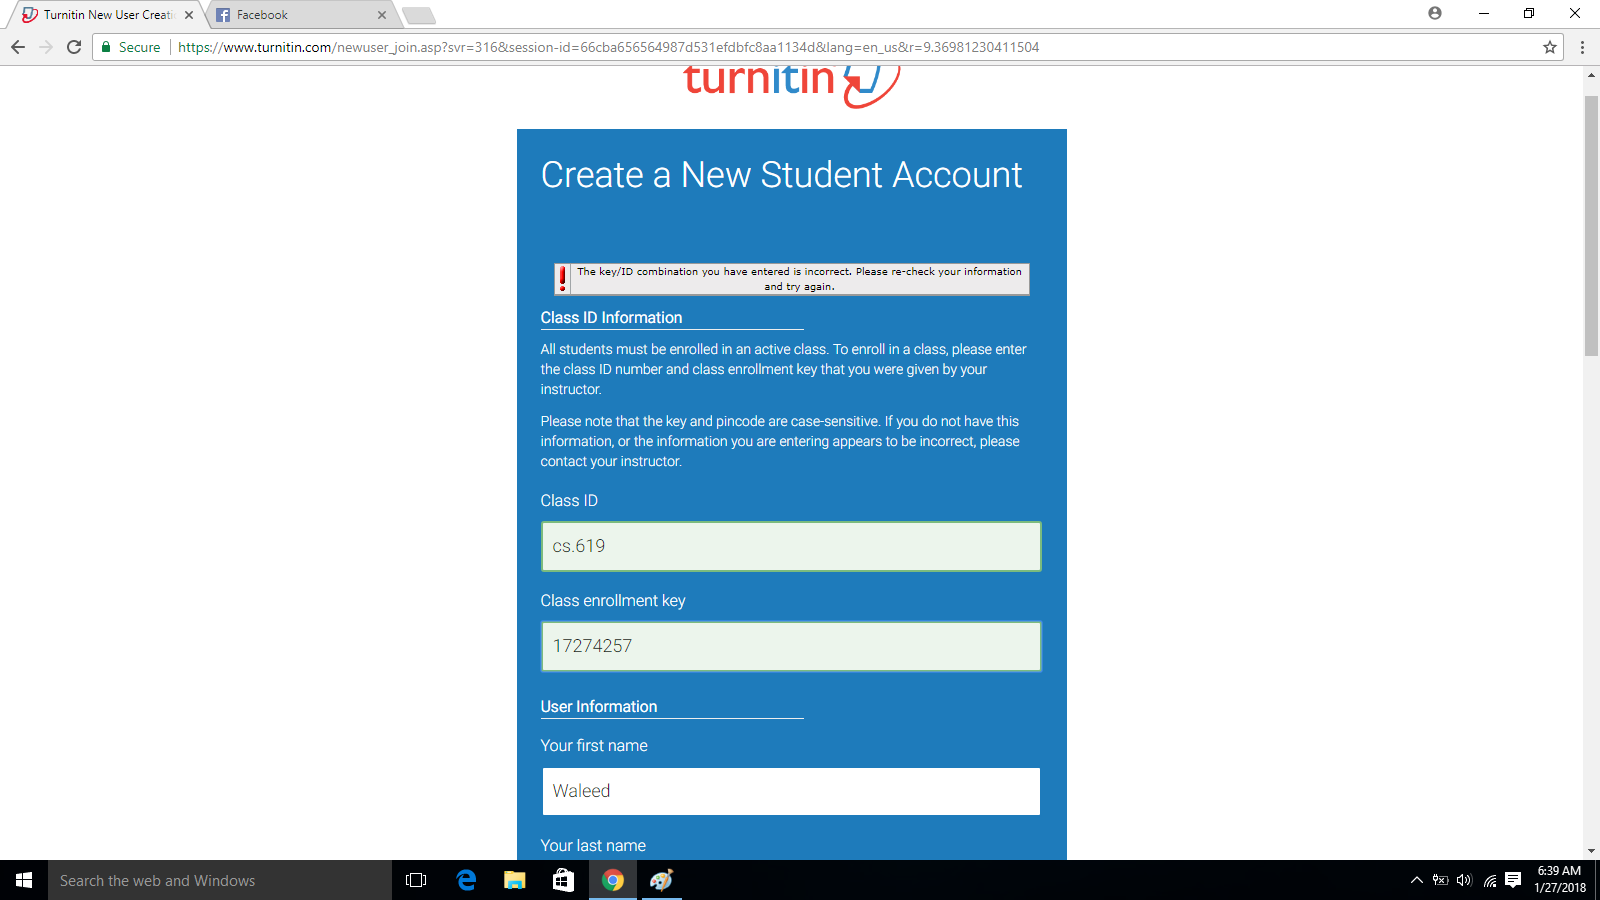 Turnitin New User Creati
Facebook
Secure
https://www.turnitin.com/newuser_join.asp?svr=316&session-id=66cba656564987d531efdbfc8aa1134d&lang=en_us&r=9.36981230411504
turnitin
Create a New Student Account
The key/ID combination you have entered is incorrect. Please re-check your information
and try again.
Class ID Information
All students must be enrolled in an active class. To enroll in a class, please enter
the class ID number and class enrollment key that you were given by your
instructor.
Please note that the key and pincode are case-sensitive. If you do not have this
information, or the information you are entering appears to be incorrect, please
contact your instructor.
Class ID
cs.619
Class enrollment key
17274257
User Information
Your first name
Waleed
Your last name
Search the web and Windows
6:39 AM
1/27/2018